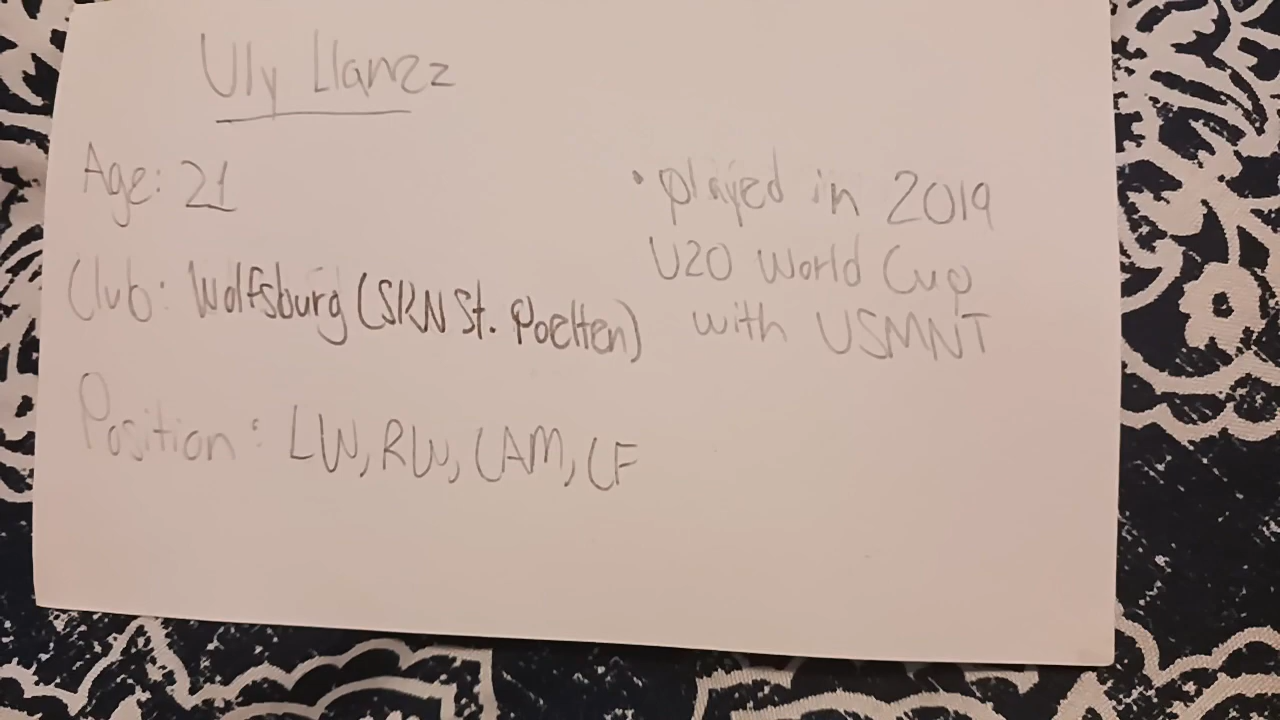 Uly Llanez
Age: 21
Club: Wolfsburg (SKN St. Poelten)
Position: LW, RW, CAM, CF
• played in 2019
U20 World Cup
with USMNT